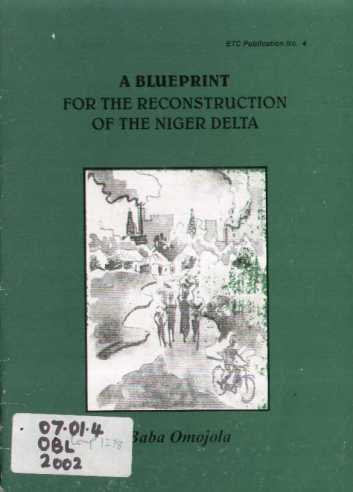 ETC Publication No. 4
A BLUEPRINT
FOR THE RECONSTRUCTION
OF THE NIGER DELTA
Baba Omojola
07.01.4
OBL
2002